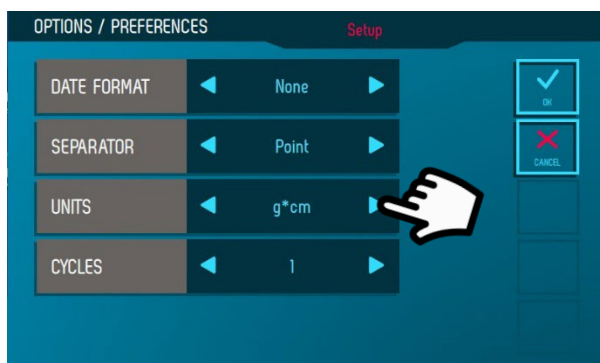 OPTIONS / PREFERENCES Setup
DATE FORMAT None
OK
SEPARATOR Point
CANCEL
UNITS g*cm
CYCLES 1